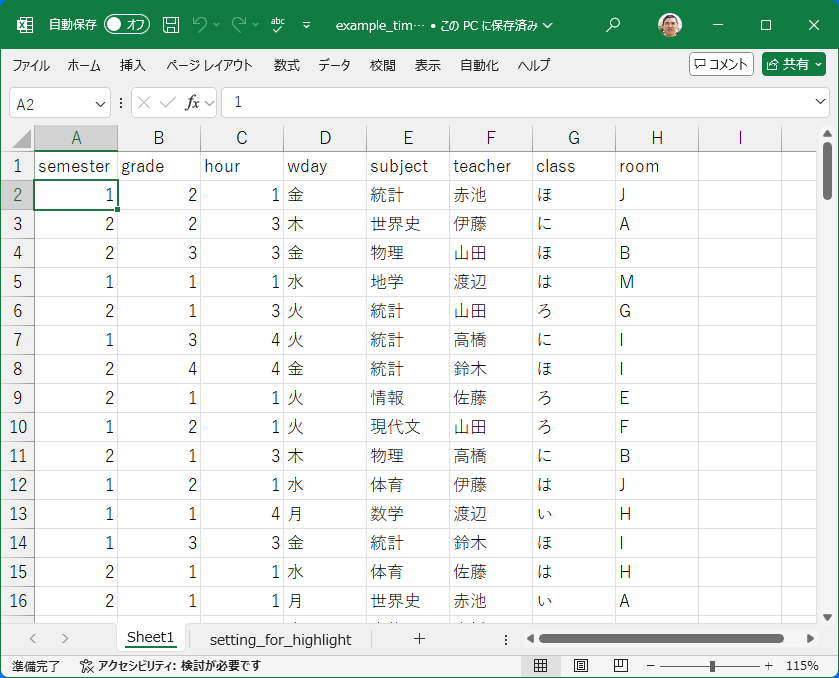 自動保存 オフ abc example_tim… • この PC に保存済み
ファイル ホーム 挿入 ページ レイアウト 数式 データ 校閲 表示 自動化 ヘルプ コメント 共有
A2 fx 1
A B C D E F G H I
1 semester grade hour wday subject teacher class room
2 1 2 1 金 統計 赤池 ほ J
3 2 2 3 木 世界史 伊藤 に A
4 2 3 3 金 物理 山田 ほ B
5 1 1 1 水 地学 渡辺 は M
6 2 1 3 火 統計 山田 ろ G
7 1 3 4 火 統計 高橋 に I
8 2 4 4 金 統計 鈴木 ほ I
9 2 1 1 火 情報 佐藤 ろ E
10 1 2 1 火 現代文 山田 ろ F
11 2 1 3 木 物理 高橋 に B
12 1 2 1 水 体育 伊藤 は J
13 1 1 4 月 数学 渡辺 い H
14 1 3 3 金 統計 鈴木 ほ I
15 2 1 1 水 体育 佐藤 は H
16 2 1 1 月 世界史 赤池 い A
Sheet1 setting_for_highlight
準備完了 アクセシビリティ: 検討が必要です 115%